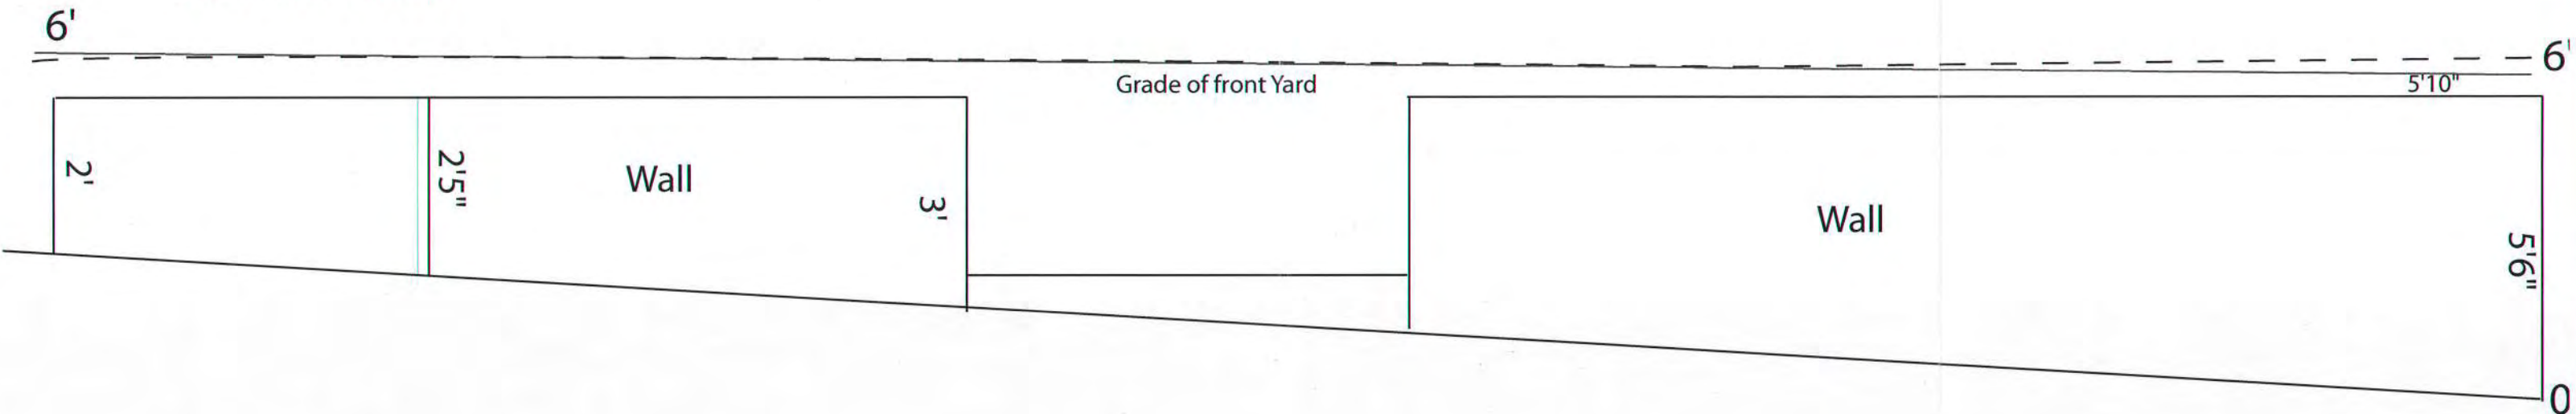 6'
6'
Grade of front Yard
5'10"
2'
2'5"
Wall
3'
Wall
5'6"
0